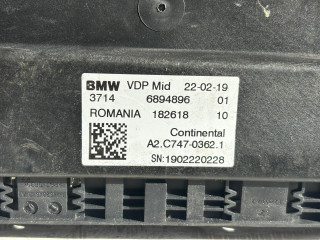 BMW VDP Mid 22-02-19
3714 6894896 01
ROMANIA 182618 10
Continental
A2.C747-0362.1
SN:1902220228